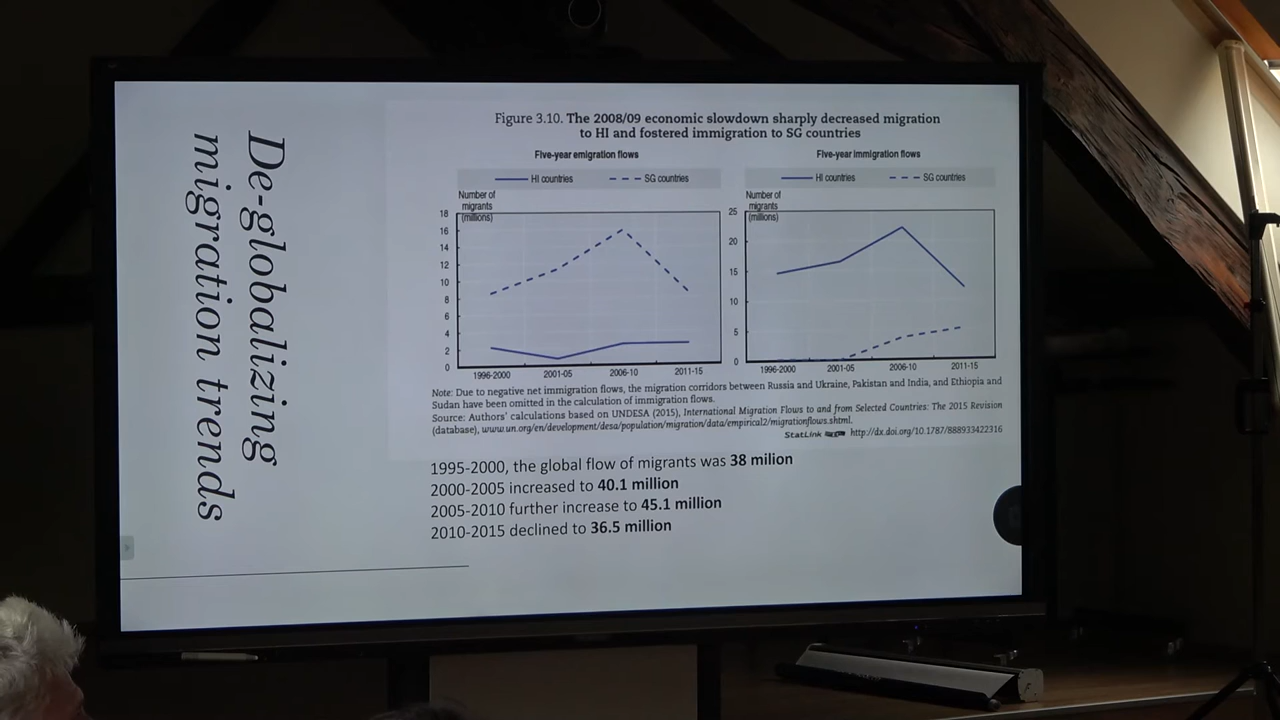 De-globalizing
migration trends
Figure 3.10. The 2008/09 economic slowdown sharply decreased migration
to HI and fostered immigration to SG countries
Five-year emigration flows
HI countries
SG countries
Number of
migrants
(millions)
18
16
14
12
10
8
6
4
2
0
1996-2000
2001-05
2006-10
2011-15
Five-year immigration flows
HI countries
SG countries
Number of
migrants
(millions)
25
20
15
10
5
0
1996-2000
2001-05
2006-10
2011-15
Note: Due to negative net immigration flows, the migration corridors between Russia and Ukraine, Pakistan and India, and Ethiopia and
Sudan have been omitted in the calculation of immigration flows.
Source: Authors' calculations based on UNDESA (2015), International Migration Flows to and from Selected Countries: The 2015 Revision
(database), www.un.org/en/development/desa/population/migration/data/empirical2/migrationflows.shtml.
StatLink http://dx.doi.org/10.1787/888933422316
1995-2000, the global flow of migrants was 38 milion
2000-2005 increased to 40.1 million
2005-2010 further increase to 45.1 million
2010-2015 declined to 36.5 million